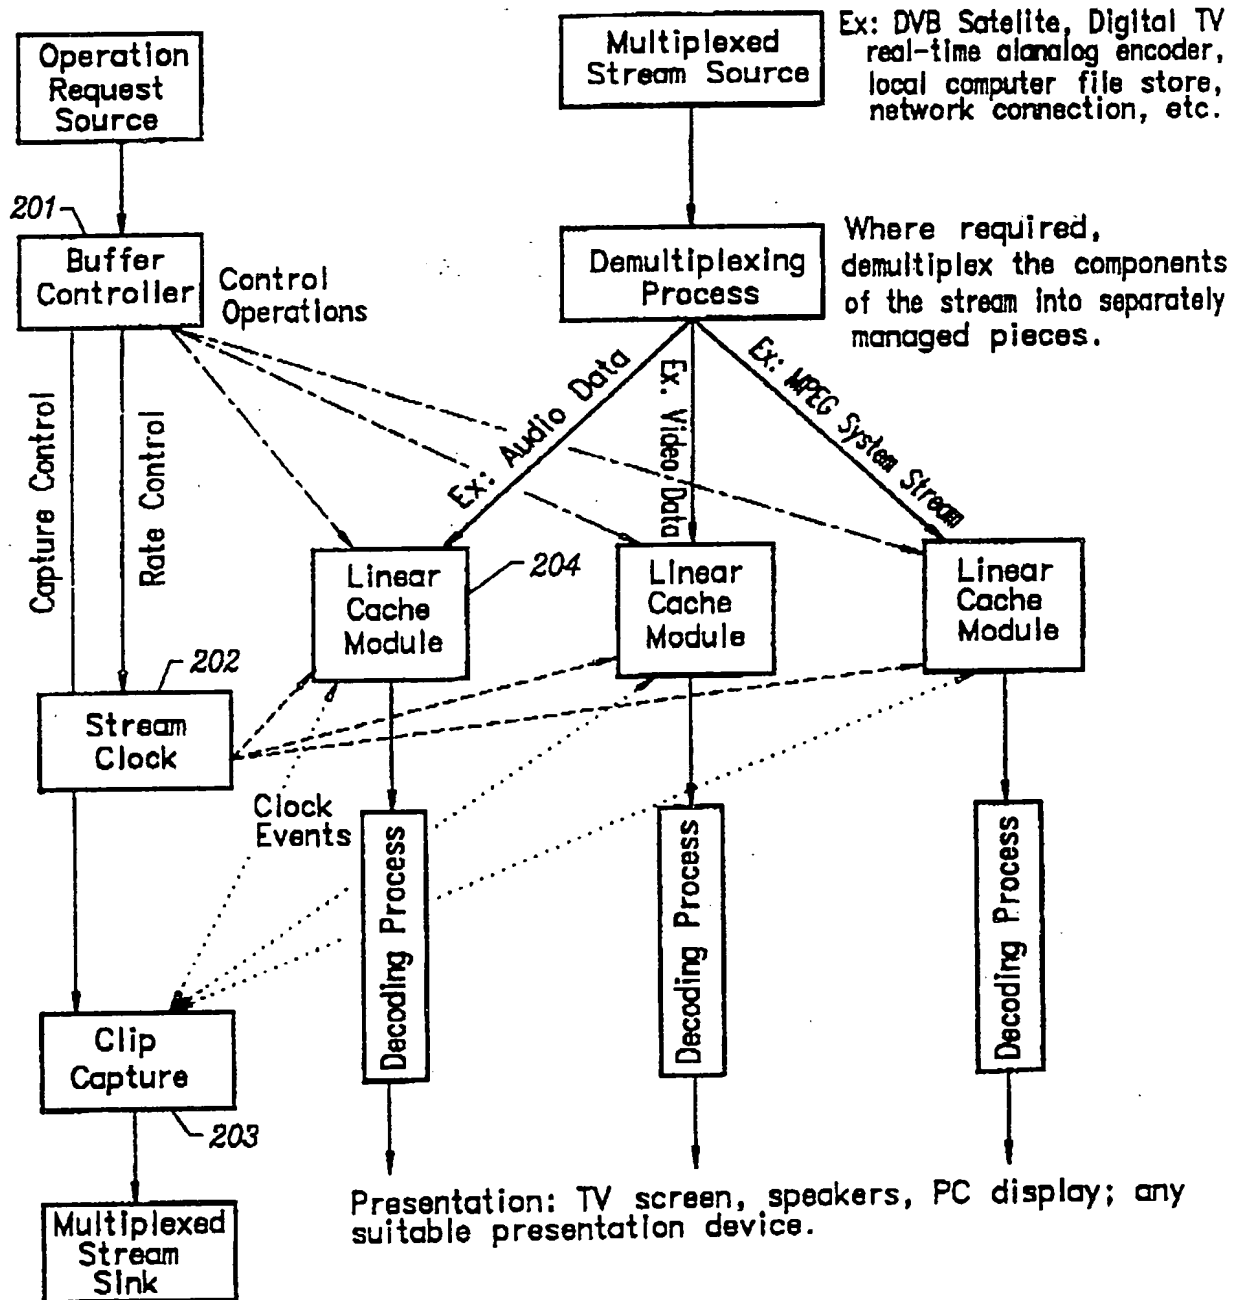 Operation
Request
Source
Multiplexed
Stream Source
Ex: DVB Satelite, Digital TV
real-time alanalog encoder,
local computer file store,
network connection, etc.
201
Buffer
Controller
Control
Operations
Demultiplexing
Process
Where required,
demultiplex the components
of the stream into separately
managed pieces.
Capture Control
Rate Control
Ex: Audio Data
Ex. Video Data
Ex: MPEG System Stream
Linear
Cache
Module
204
Linear
Cache
Module
Linear
Cache
Module
202
Stream
Clock
Clock
Events
Decoding Process
Decoding Process
Decoding Process
Clip
Capture
203
Multiplexed
Stream
Sink
Presentation: TV screen, speakers, PC display; any
suitable presentation device.